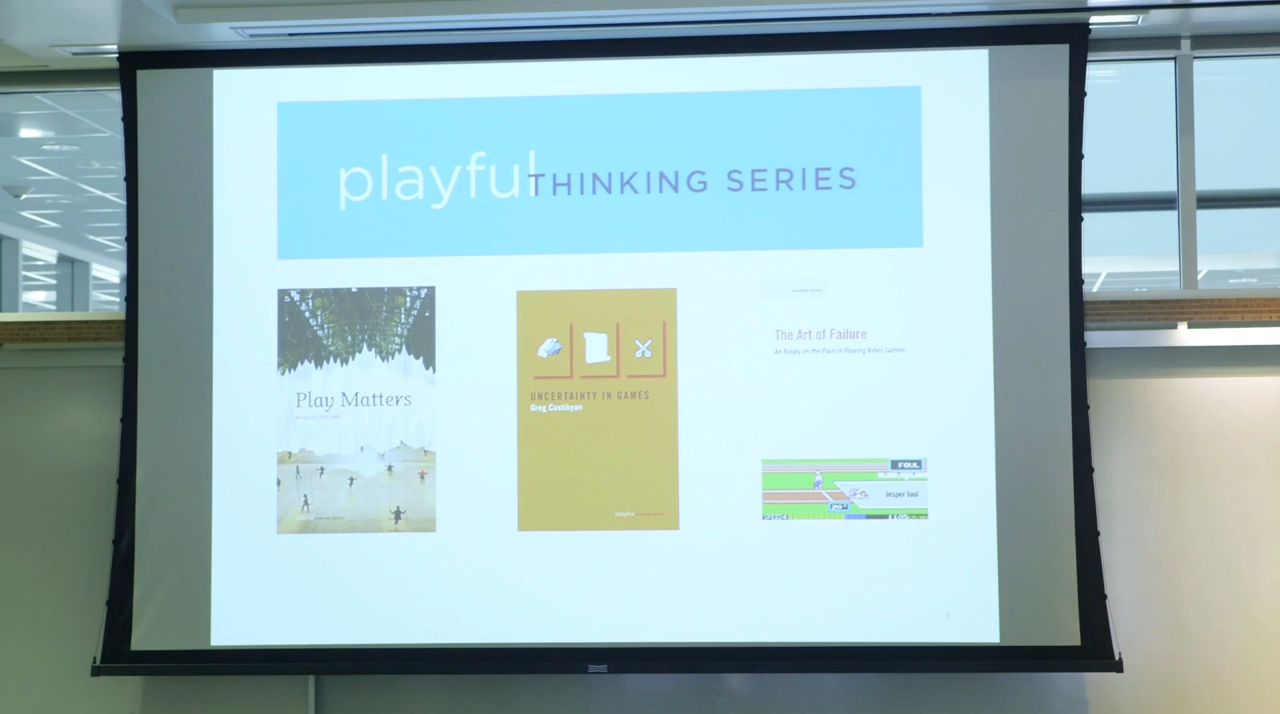 playful THINKING SERIES
Play Matters
UNCERTAINTY IN GAMES
Greg Costikyan
playful
The Art of Failure
An Essay on the Pain of Playing Video Games
FOUL
Jesper Juul
SPEED